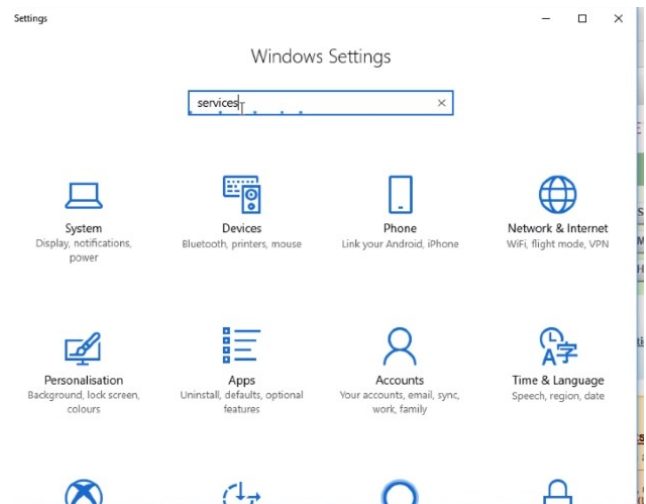 Settings
Windows Settings
services
System
Display, notifications,
power
Devices
Bluetooth, printers, mouse
Phone
Link your Android, iPhone
Network & Internet
WiFi, flight mode, VPN
Personalisation
Background, lock screen,
colours
Apps
Uninstall, defaults, optional
features
Accounts
Your accounts, email, sync,
work, family
Time & Language
Speech, region, date